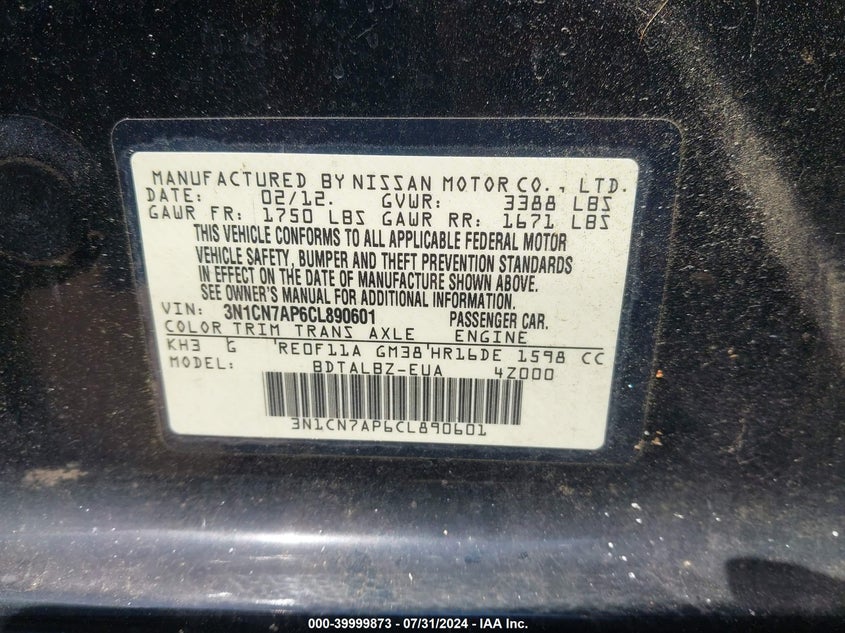 MANUFACTURED BY NISSAN MOTOR CO., LTD.
DATE: 02/12. GVWR: 3388 LBS
GAWR FR: 1750 LBS GAWR RR: 1671 LBS
THIS VEHICLE CONFORMS TO ALL APPLICABLE FEDERAL MOTOR
VEHICLE SAFETY, BUMPER AND THEFT PREVENTION STANDARDS
IN EFFECT ON THE DATE OF MANUFACTURE SHOWN ABOVE.
SEE OWNER'S MANUAL FOR ADDITIONAL INFORMATION.
VIN: 3N1CN7AP6CL890601 PASSENGER CAR.
COLOR TRIM TRANS AXLE ENGINE
KH3 G RE0F11A GM38 HR16DE 1598 CC
MODEL: BDTALBZ-EUA 4Z000
3N1CN7AP6CL890601
000-39999873 - 07/31/2024 - IAA Inc.